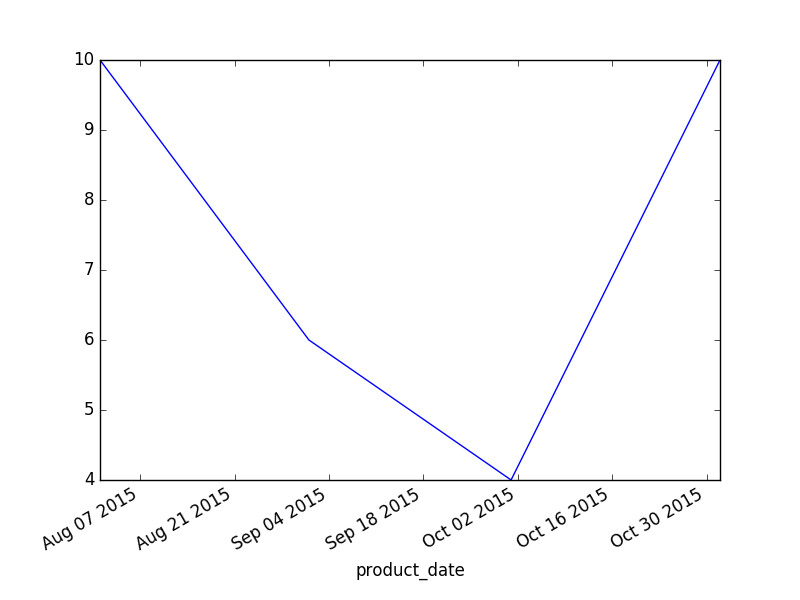 10
9
8
7
6
5
4
Aug 07 2015
Aug 21 2015
Sep 04 2015
Sep 18 2015
Oct 02 2015
Oct 16 2015
Oct 30 2015
product_date